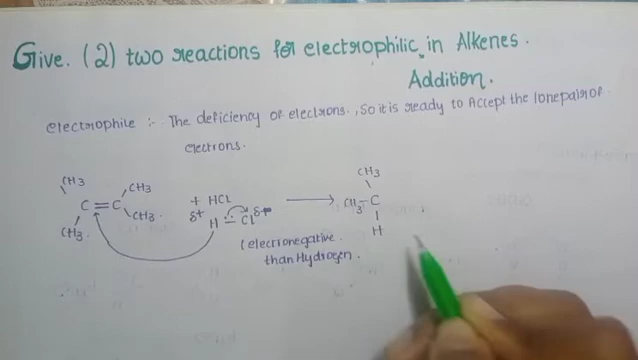 Give. (2) two reactions for electrophilic in Alkenes.
Addition.
electrophile :- The deficiency of electrons., So it is ready to Accept the lonepair of.
electrons.
CH3 CH3 CH3
C=C + HCL → CH3-C
CH3 CH3. δ+ H-Cl δ-
H
(electronegative.
than Hydrogen.